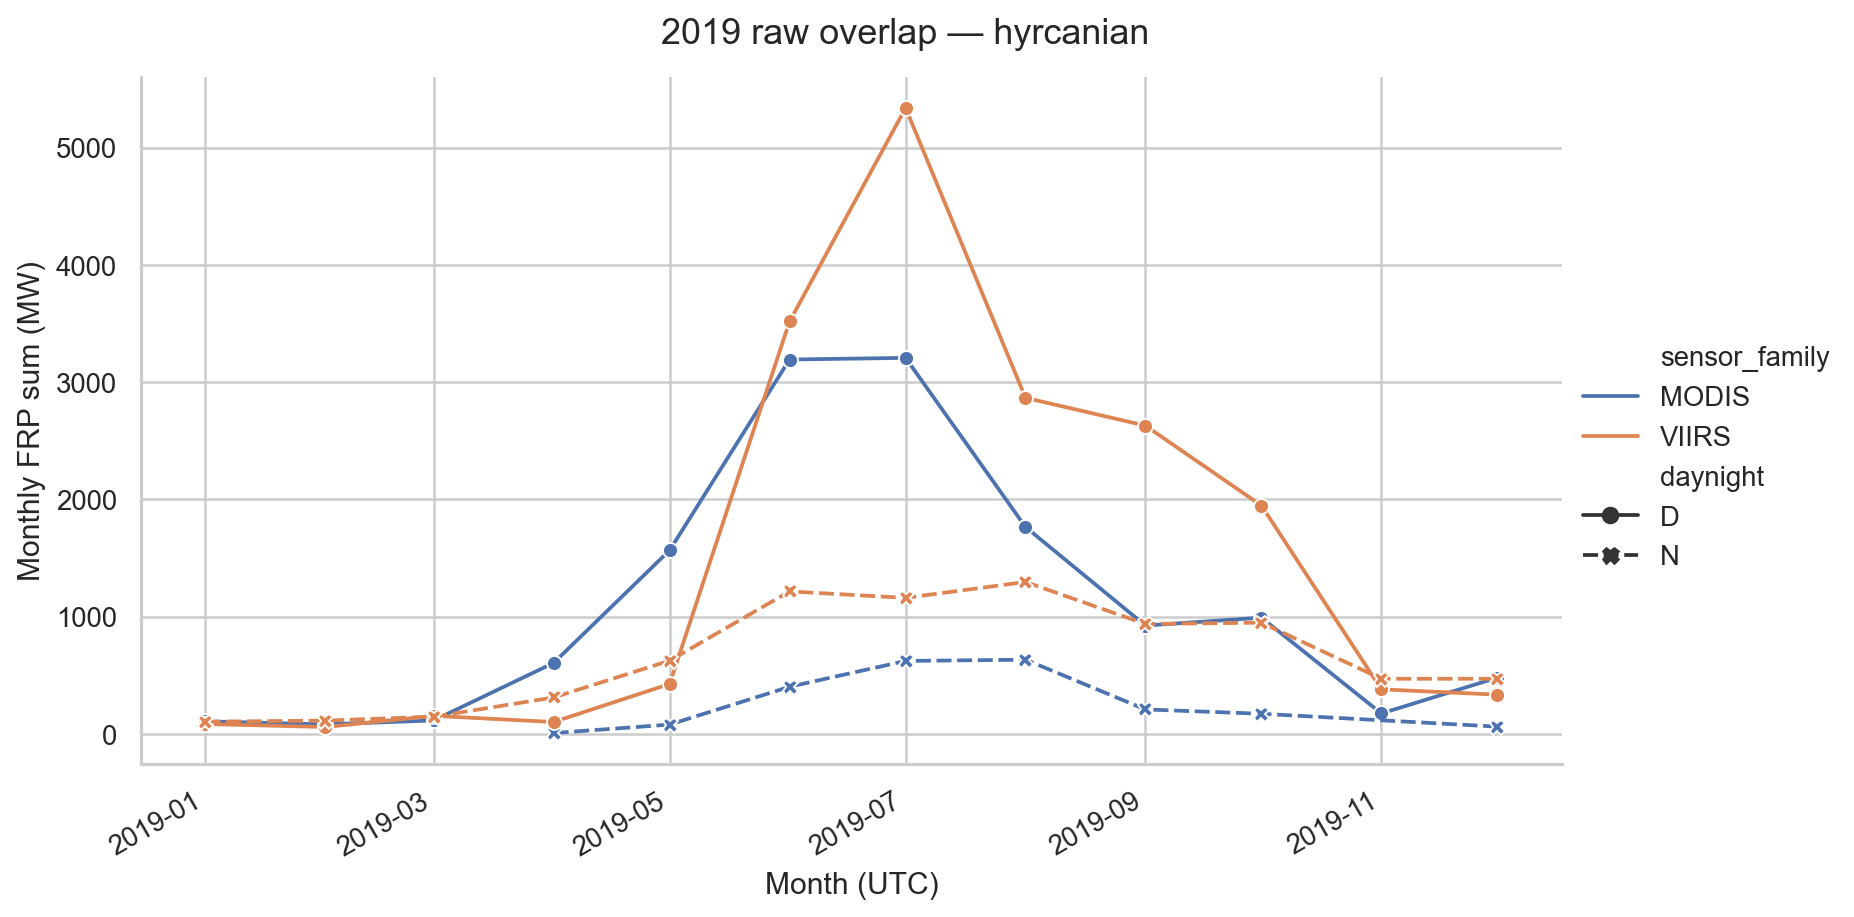 2019 raw overlap — hyrcanian
Monthly FRP sum (MW)
5000
4000
3000
2000
1000
0
2019-01
2019-03
2019-05
2019-07
2019-09
2019-11
Month (UTC)
sensor_family
MODIS
VIIRS
daynight
D
N